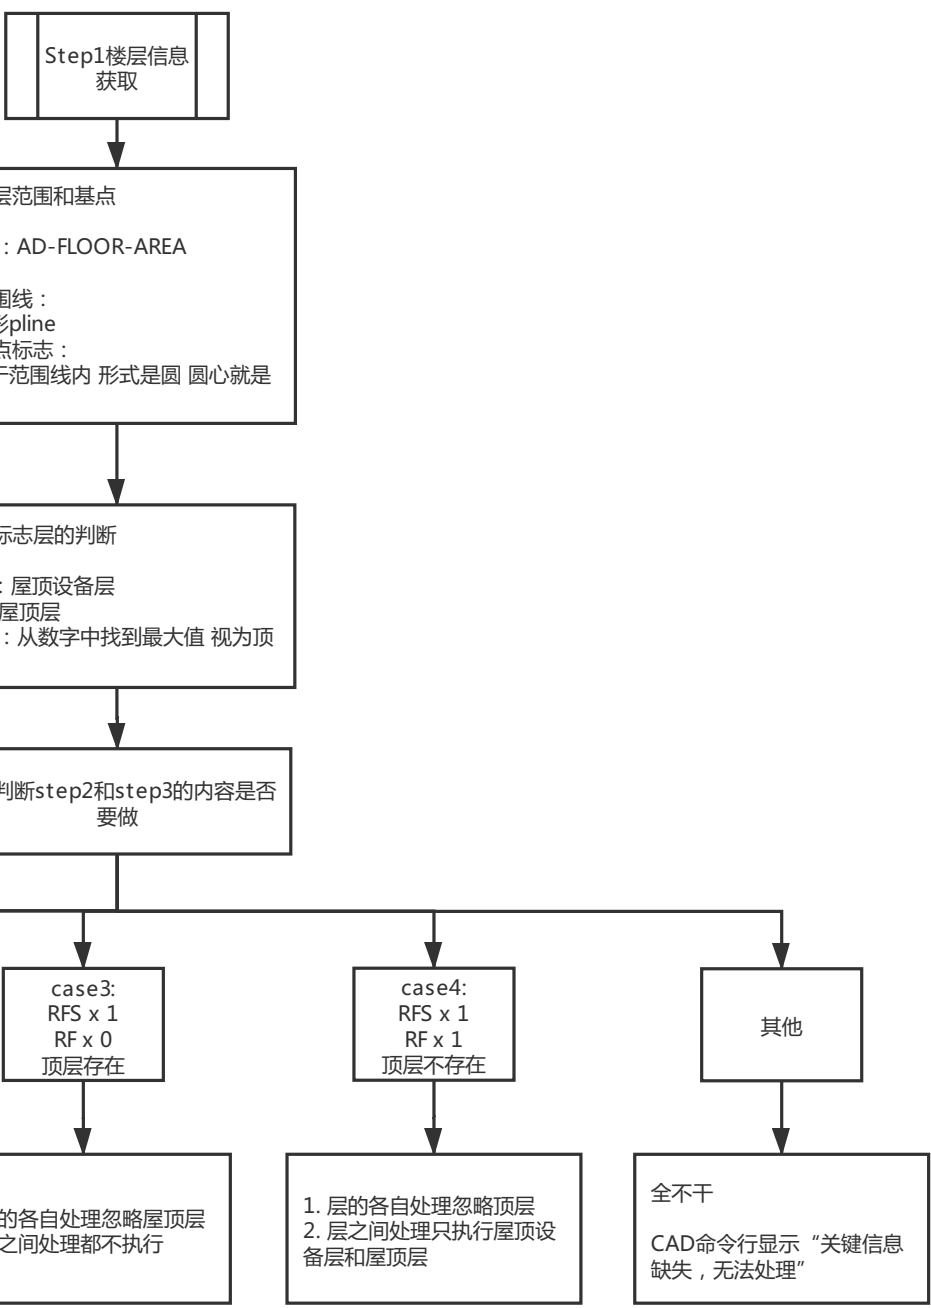 Step1楼层信息
获取
层范围和基点
：AD-FLOOR-AREA
围线：
形pline
点标志：
于范围线内 形式是圆 圆心就是
标志层的判断
：屋顶设备层
屋顶层
：从数字中找到最大值 视为顶
判断step2和step3的内容是否
要做
case3:
RFS x 1
RF x 0
顶层存在
case4:
RFS x 1
RF x 1
顶层不存在
其他
的各自处理忽略屋顶层
之间处理都不执行
1. 层的各自处理忽略顶层
2. 层之间处理只执行屋顶设
备层和屋顶层
全不干
CAD命令行显示“关键信息
缺失，无法处理”